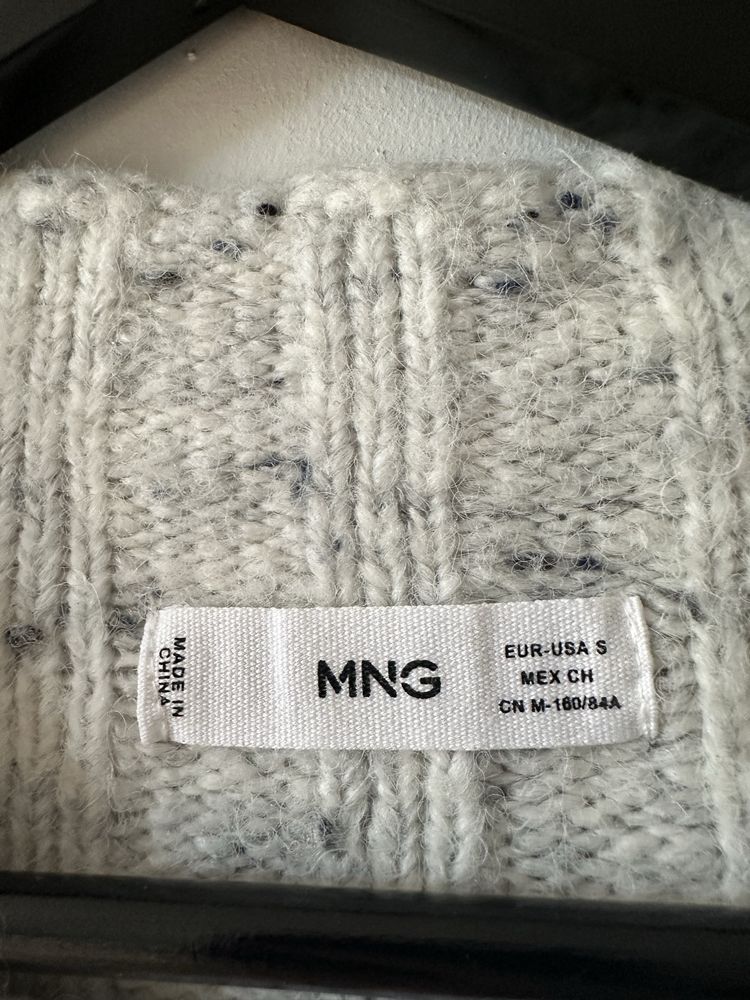 MADE IN
CHINA
MNG
EUR-USA S
MEX CH
CN M-160/84A